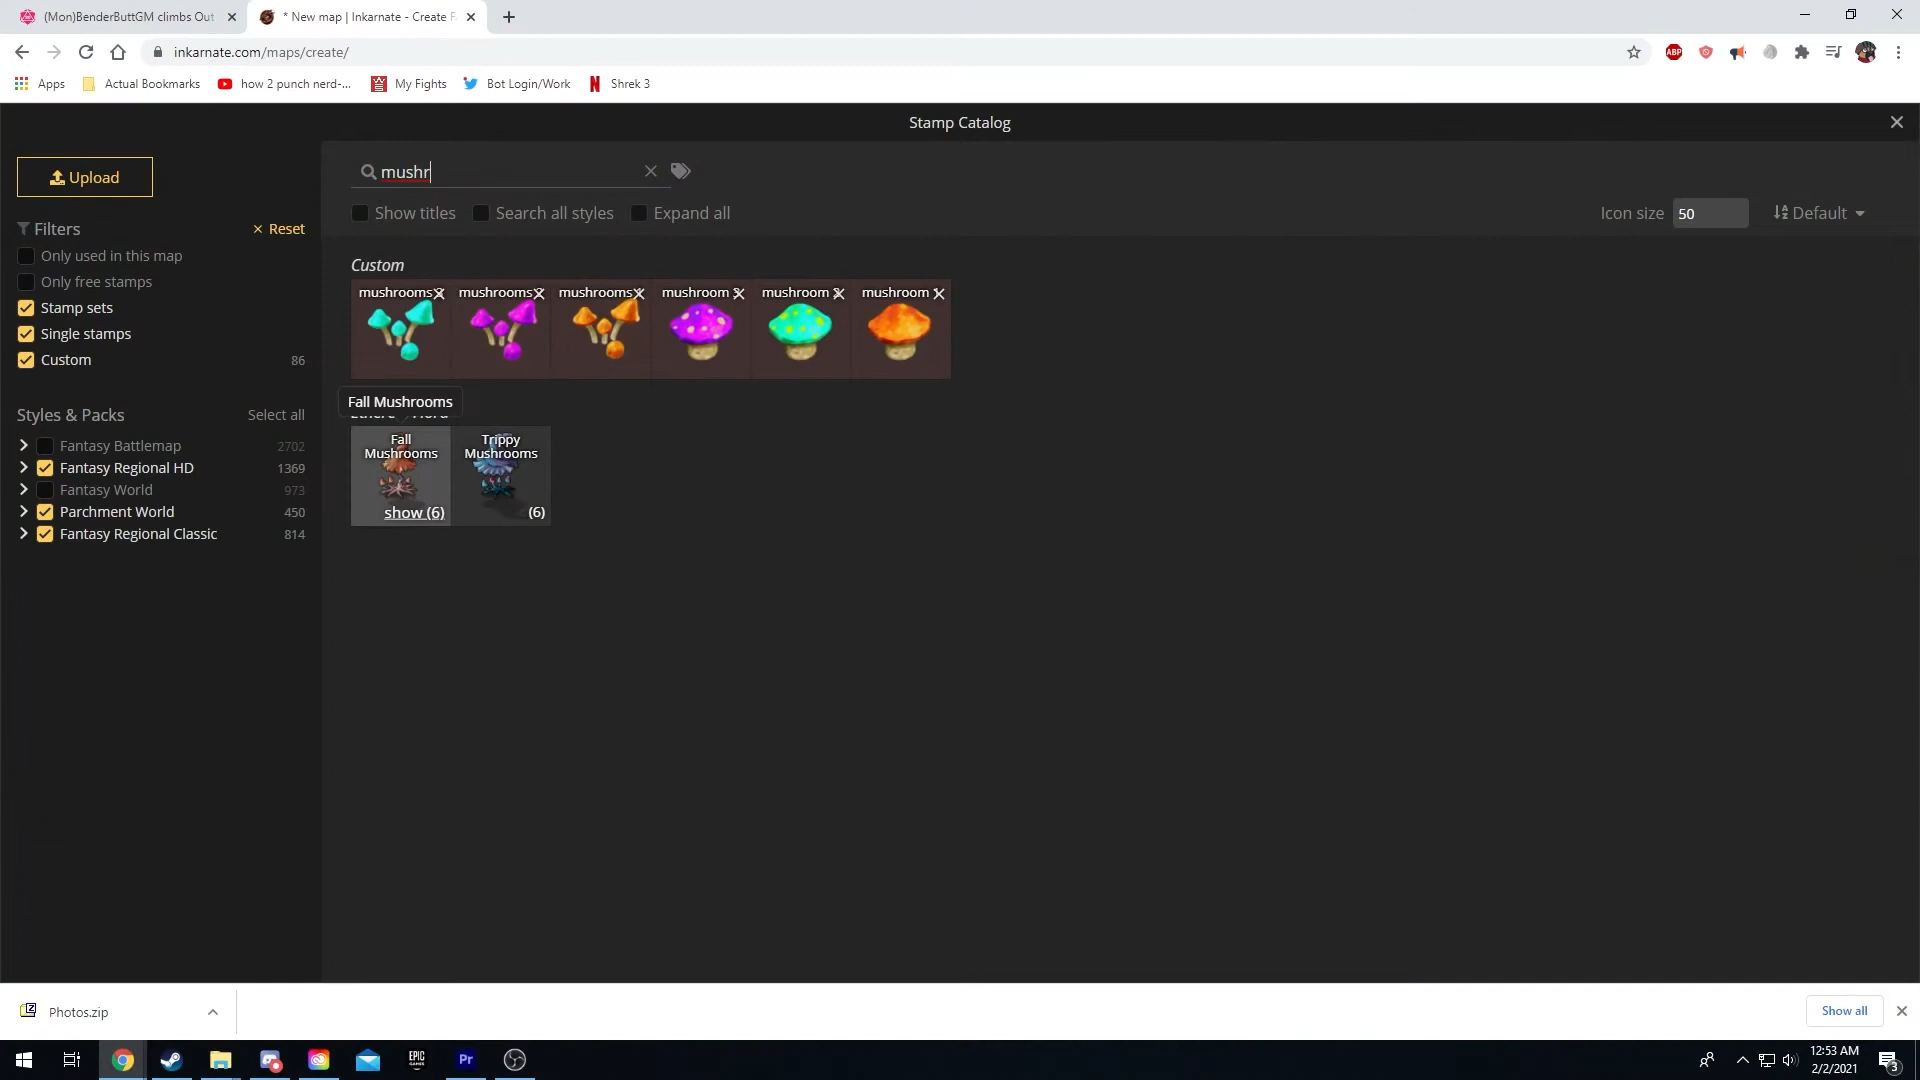 (Mon)BenderButtGM climbs Out
* New map | Inkarnate - Create F
inkarnate.com/maps/create/
ABP
Apps
Actual Bookmarks
how 2 punch nerd-...
My Fights
Bot Login/Work
Shrek 3
Stamp Catalog
Upload
mushr
Show titles
Search all styles
Expand all
Icon size 50
Default
Filters
Reset
Only used in this map
Only free stamps
Stamp sets
Single stamps
Custom 86
Styles & Packs
Select all
Fantasy Battlemap 2702
Fantasy Regional HD 1369
Fantasy World 973
Parchment World 450
Fantasy Regional Classic 814
Custom
mushrooms
mushrooms
mushrooms
mushroom
mushroom
mushroom
Fall Mushrooms
Fall
Mushrooms
show (6)
Trippy
Mushrooms
(6)
Photos.zip
Show all
EPIC
GAMES
Pr
12:53 AM
2/2/2021
3